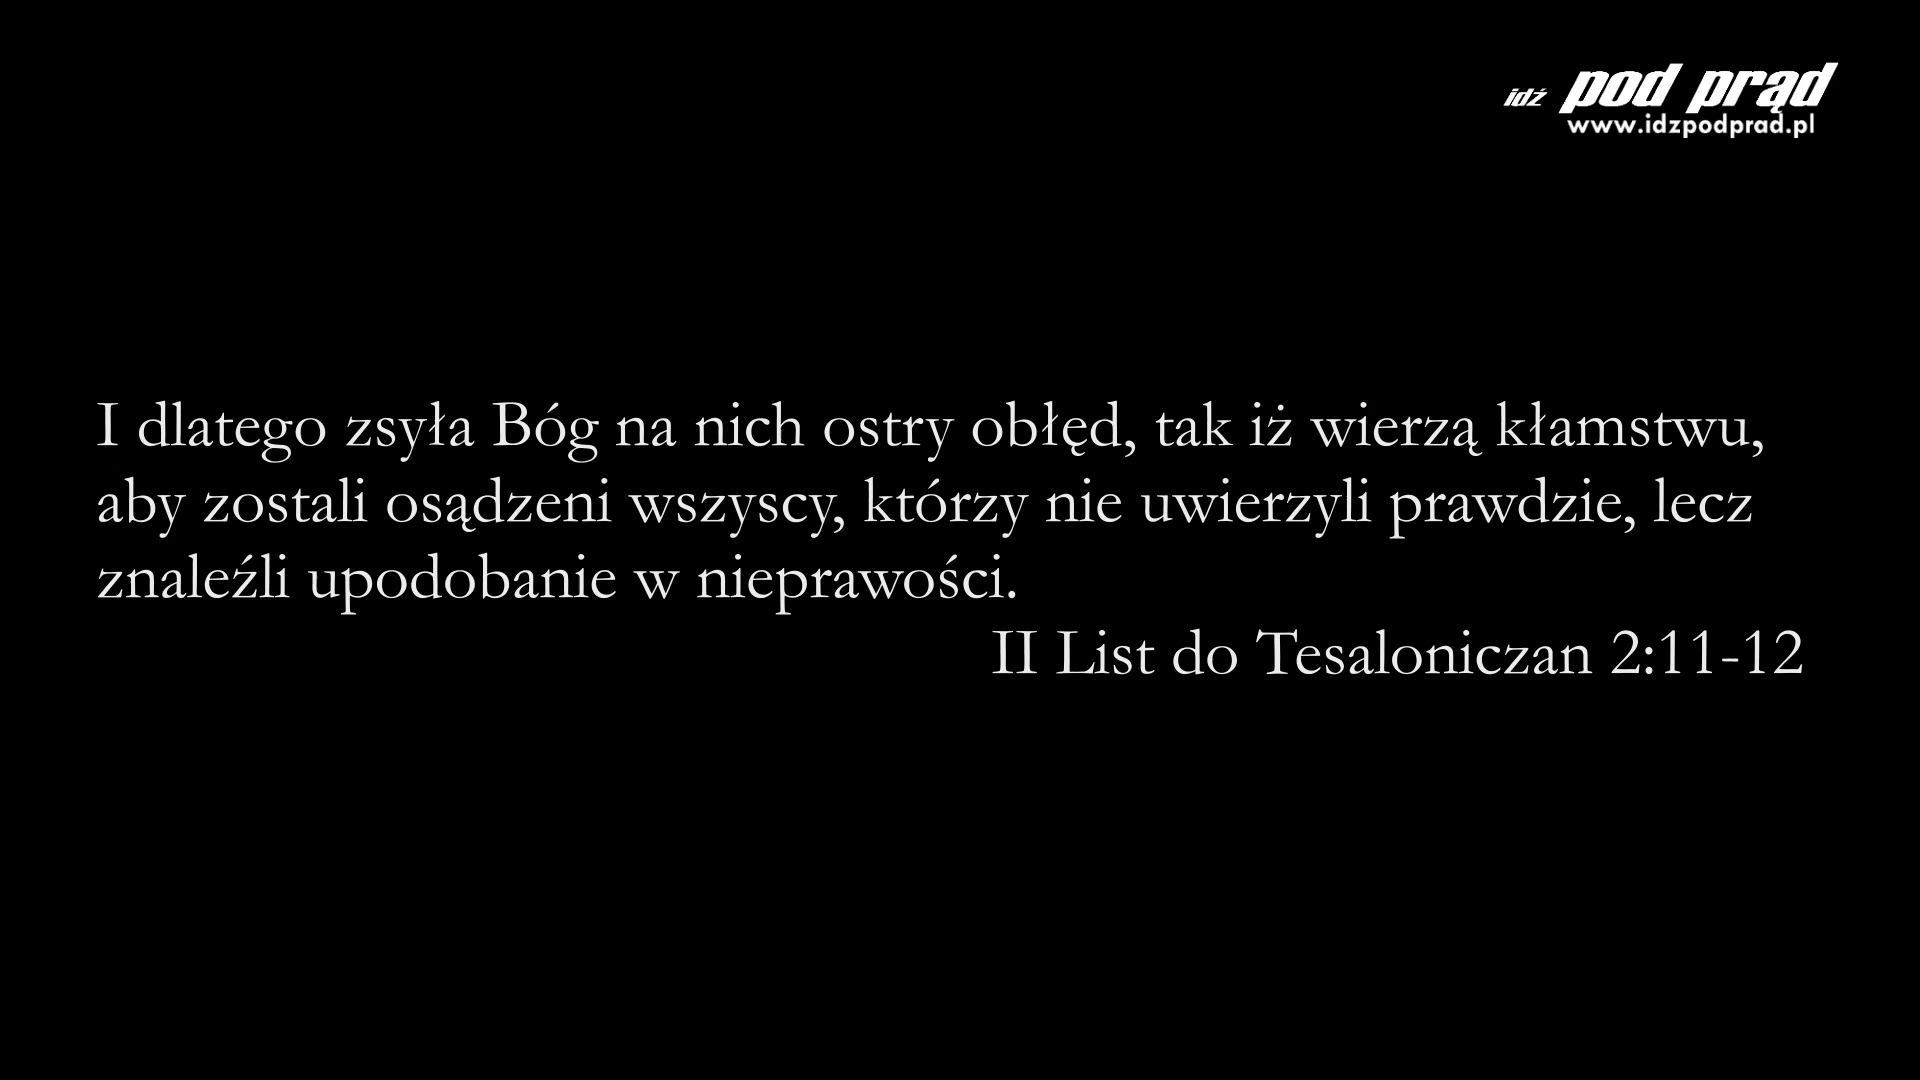 idź pod prąd
www.idzpodprad.pl
I dlatego zsyła Bóg na nich ostry obłęd, tak iż wierzą kłamstwu,
aby zostali osądzeni wszyscy, którzy nie uwierzyli prawdzie, lecz
znaleźli upodobanie w nieprawości.
II List do Tesaloniczan 2:11-12